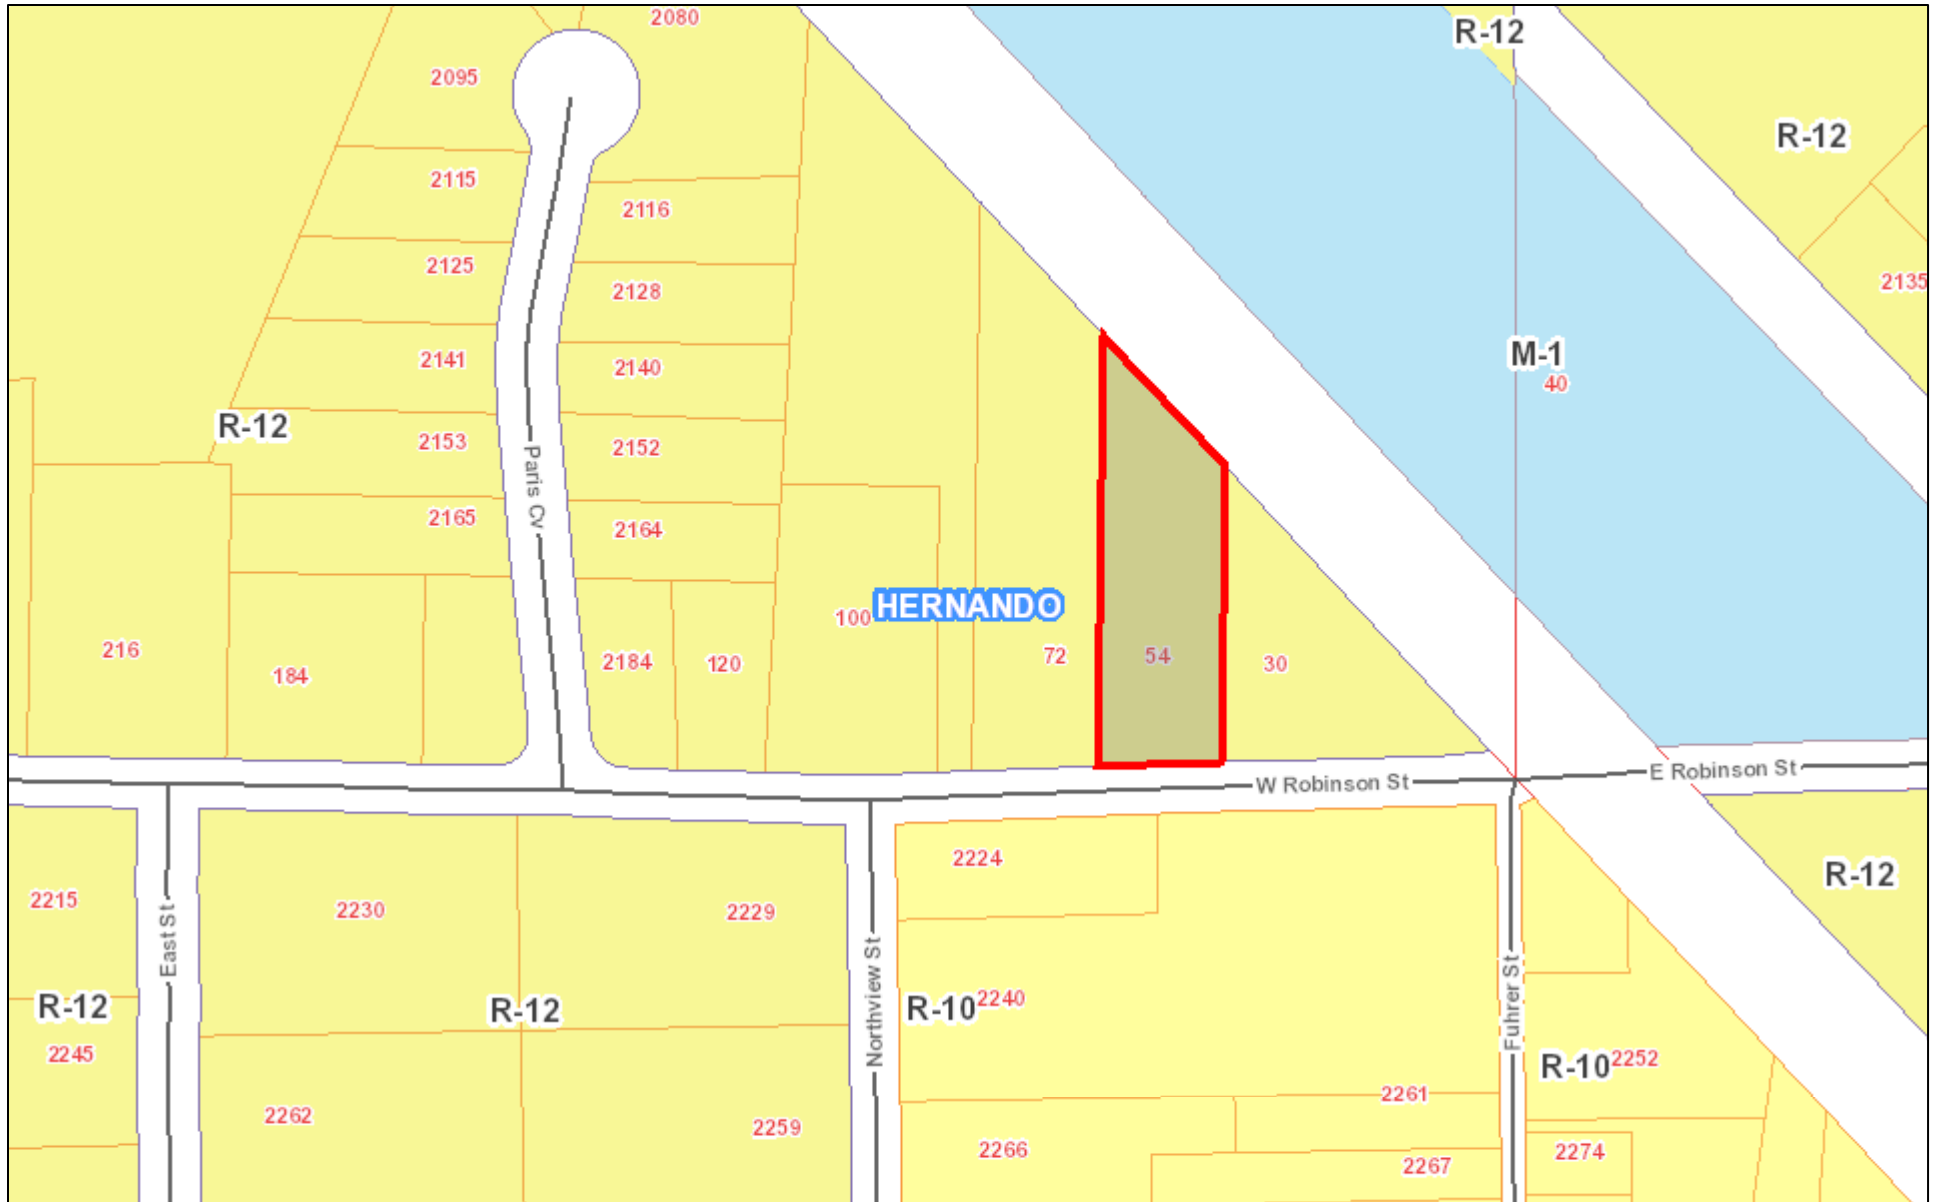 2080
R-12
2095
R-12
2115
2116
2125
2135
2128
M-1
40
2141
2140
R-12
2153
2152
Paris Cv
2165
2164
HERNANDO
100
216
184
2184
120
72
54
30
W Robinson St
E Robinson St
2224
R-12
2215
2230
2229
East St
Northview St
Fuhrer St
R-12
R-12
R-10
2240
2245
R-10
2252
2261
2262
2259
2266
2267
2274